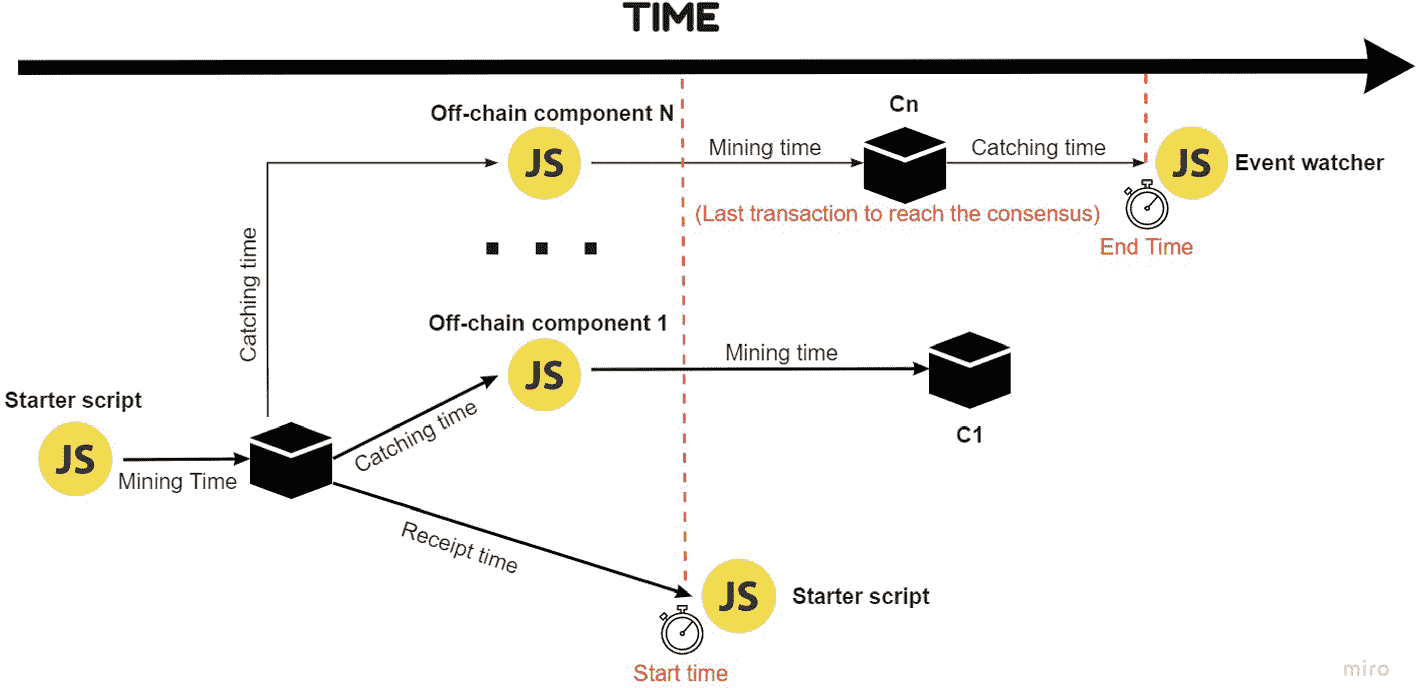 TIME
Off-chain component N
JS
Mining time
Cn
Catching time
JS
Event watcher
(Last transaction to reach the consensus)
End Time
Catching time
Off-chain component 1
JS
Mining time
C1
Starter script
JS
Mining Time
Catching time
Receipt time
JS
Starter script
Start time
miro